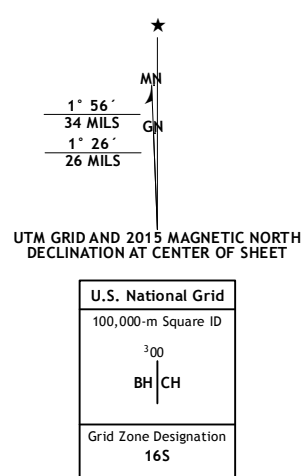 ★
MN
1° 56´
34 MILS
GN
1° 26´
26 MILS
UTM GRID AND 2015 MAGNETIC NORTH
DECLINATION AT CENTER OF SHEET
U.S. National Grid
100,000-m Square ID
³00
BH CH
Grid Zone Designation
16S